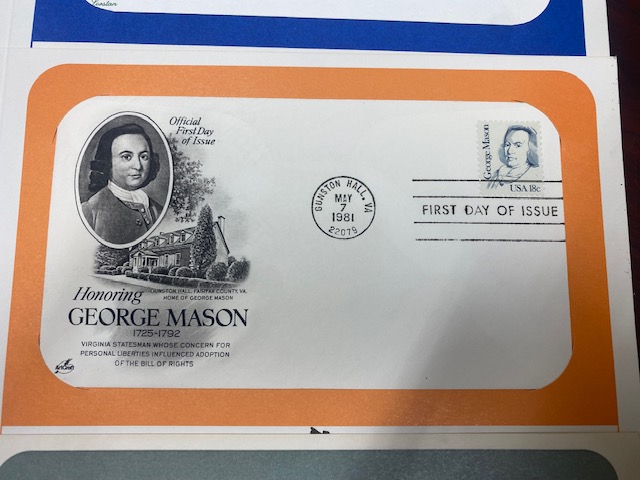 Official
First Day
of Issue
George Mason
USA 18c
GUNSTON HALL, VA
MAY
7
1981
22079
FIRST DAY OF ISSUE
GUNSTON HALL, FAIRFAX COUNTY, VA.
HOME OF GEORGE MASON
Honoring
GEORGE MASON
1725-1792
VIRGINIA STATESMAN WHOSE CONCERN FOR
PERSONAL LIBERTIES INFLUENCED ADOPTION
OF THE BILL OF RIGHTS
ArtCraft